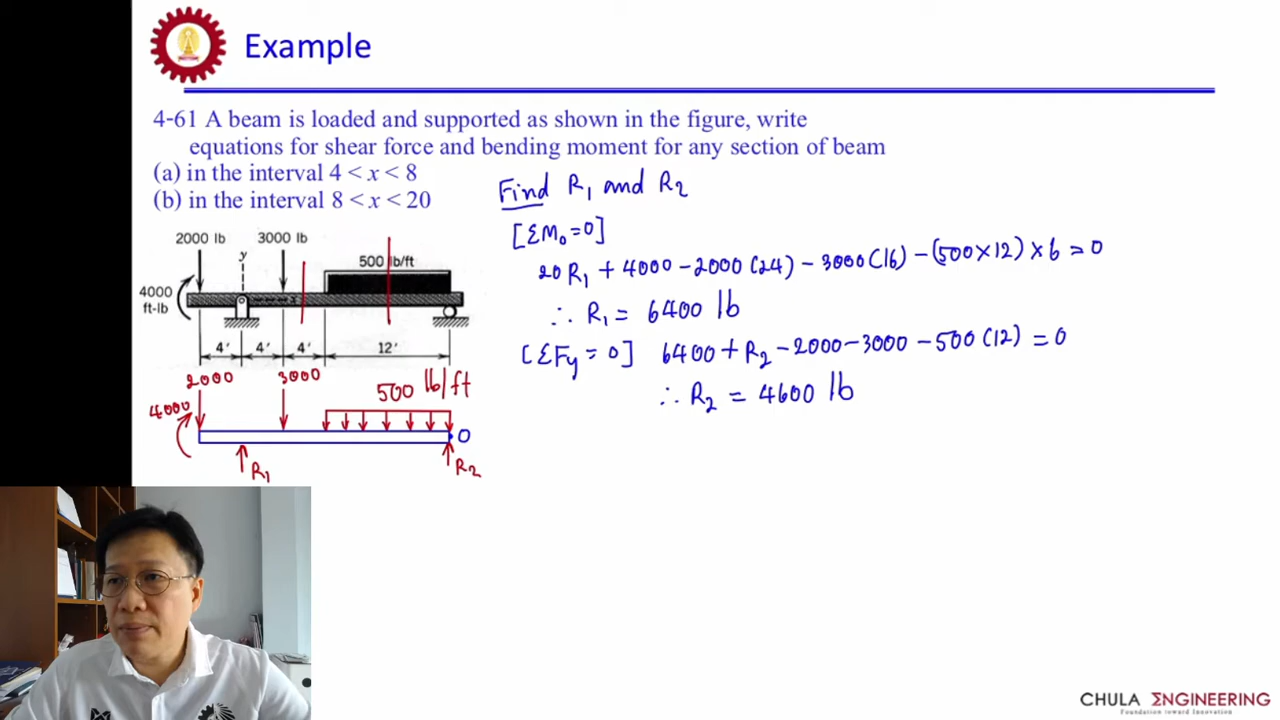 Example
4-61 A beam is loaded and supported as shown in the figure, write
equations for shear force and bending moment for any section of beam
(a) in the interval 4 < x < 8
(b) in the interval 8 < x < 20
Find R1 and R2
[ΣMo=0]
20R1 + 4000 - 2000(24) - 3000(16) - (500×12)×6 = 0
∴ R1 = 6400 lb
[ΣFy = 0] 6400 + R2 - 2000 - 3000 - 500(12) = 0
∴ R2 = 4600 lb
2000 lb 3000 lb
y
500 lb/ft
4000
ft-lb
x
4' 4' 4' 12'
2000 3000 500 lb/ft
4000
O
R1 R2
CHULA ΣNGINEERING
Foundation toward Innovation